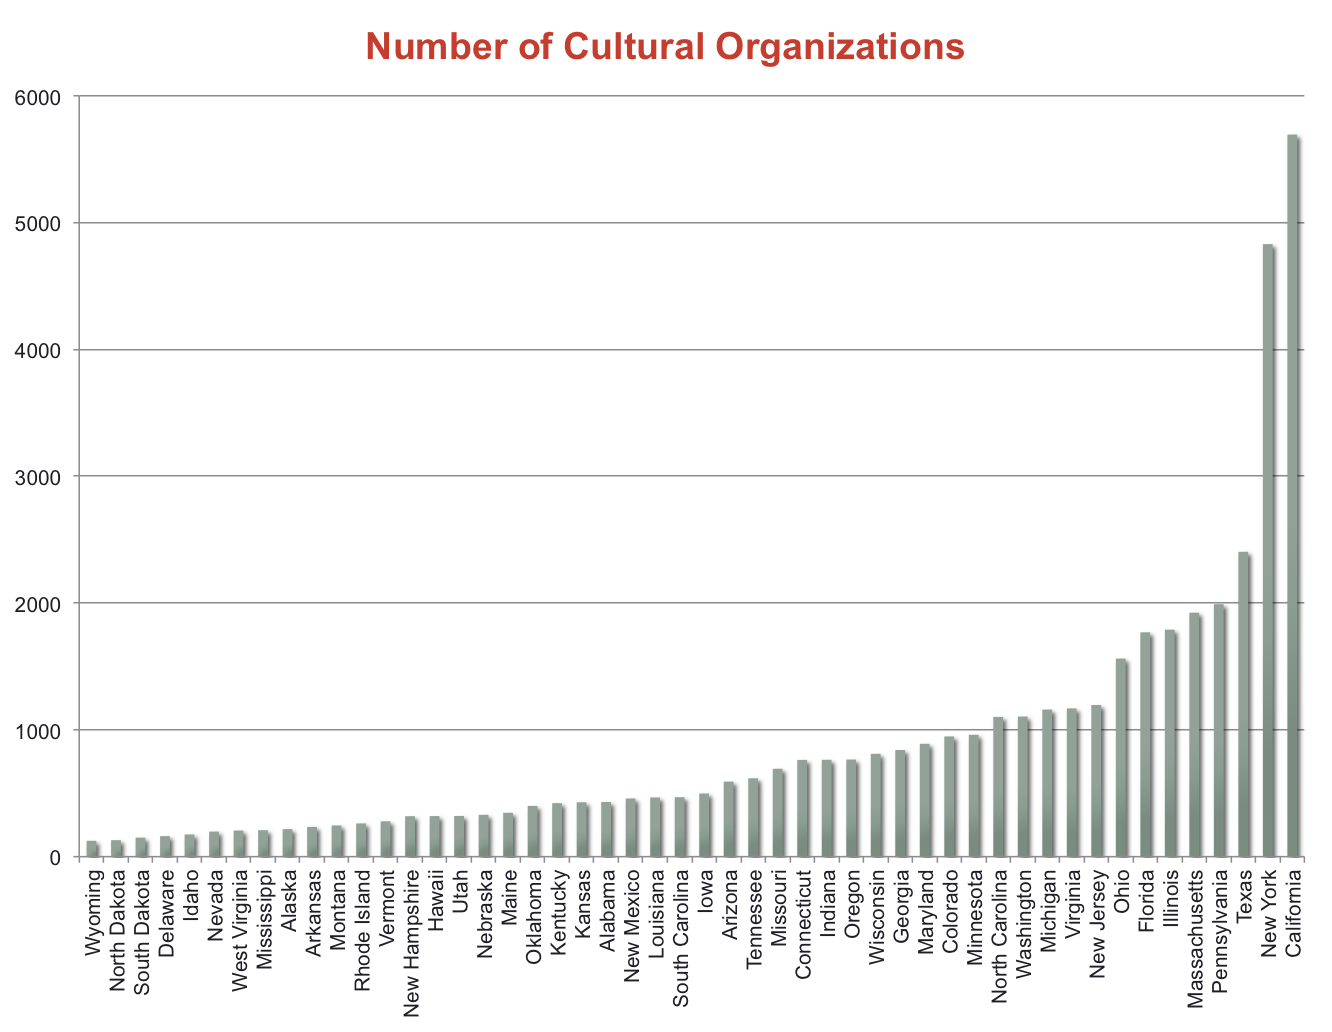 Number of Cultural Organizations
6000
5000
4000
3000
2000
1000
0
Wyoming
North Dakota
South Dakota
Delaware
Idaho
Nevada
West Virginia
Mississippi
Alaska
Arkansas
Montana
Rhode Island
Vermont
New Hampshire
Hawaii
Utah
Nebraska
Maine
Oklahoma
Kentucky
Kansas
Alabama
New Mexico
Louisiana
South Carolina
Iowa
Arizona
Tennessee
Missouri
Connecticut
Indiana
Oregon
Wisconsin
Georgia
Maryland
Colorado
Minnesota
North Carolina
Washington
Michigan
Virginia
New Jersey
Ohio
Florida
Illinois
Massachusetts
Pennsylvania
Texas
New York
California